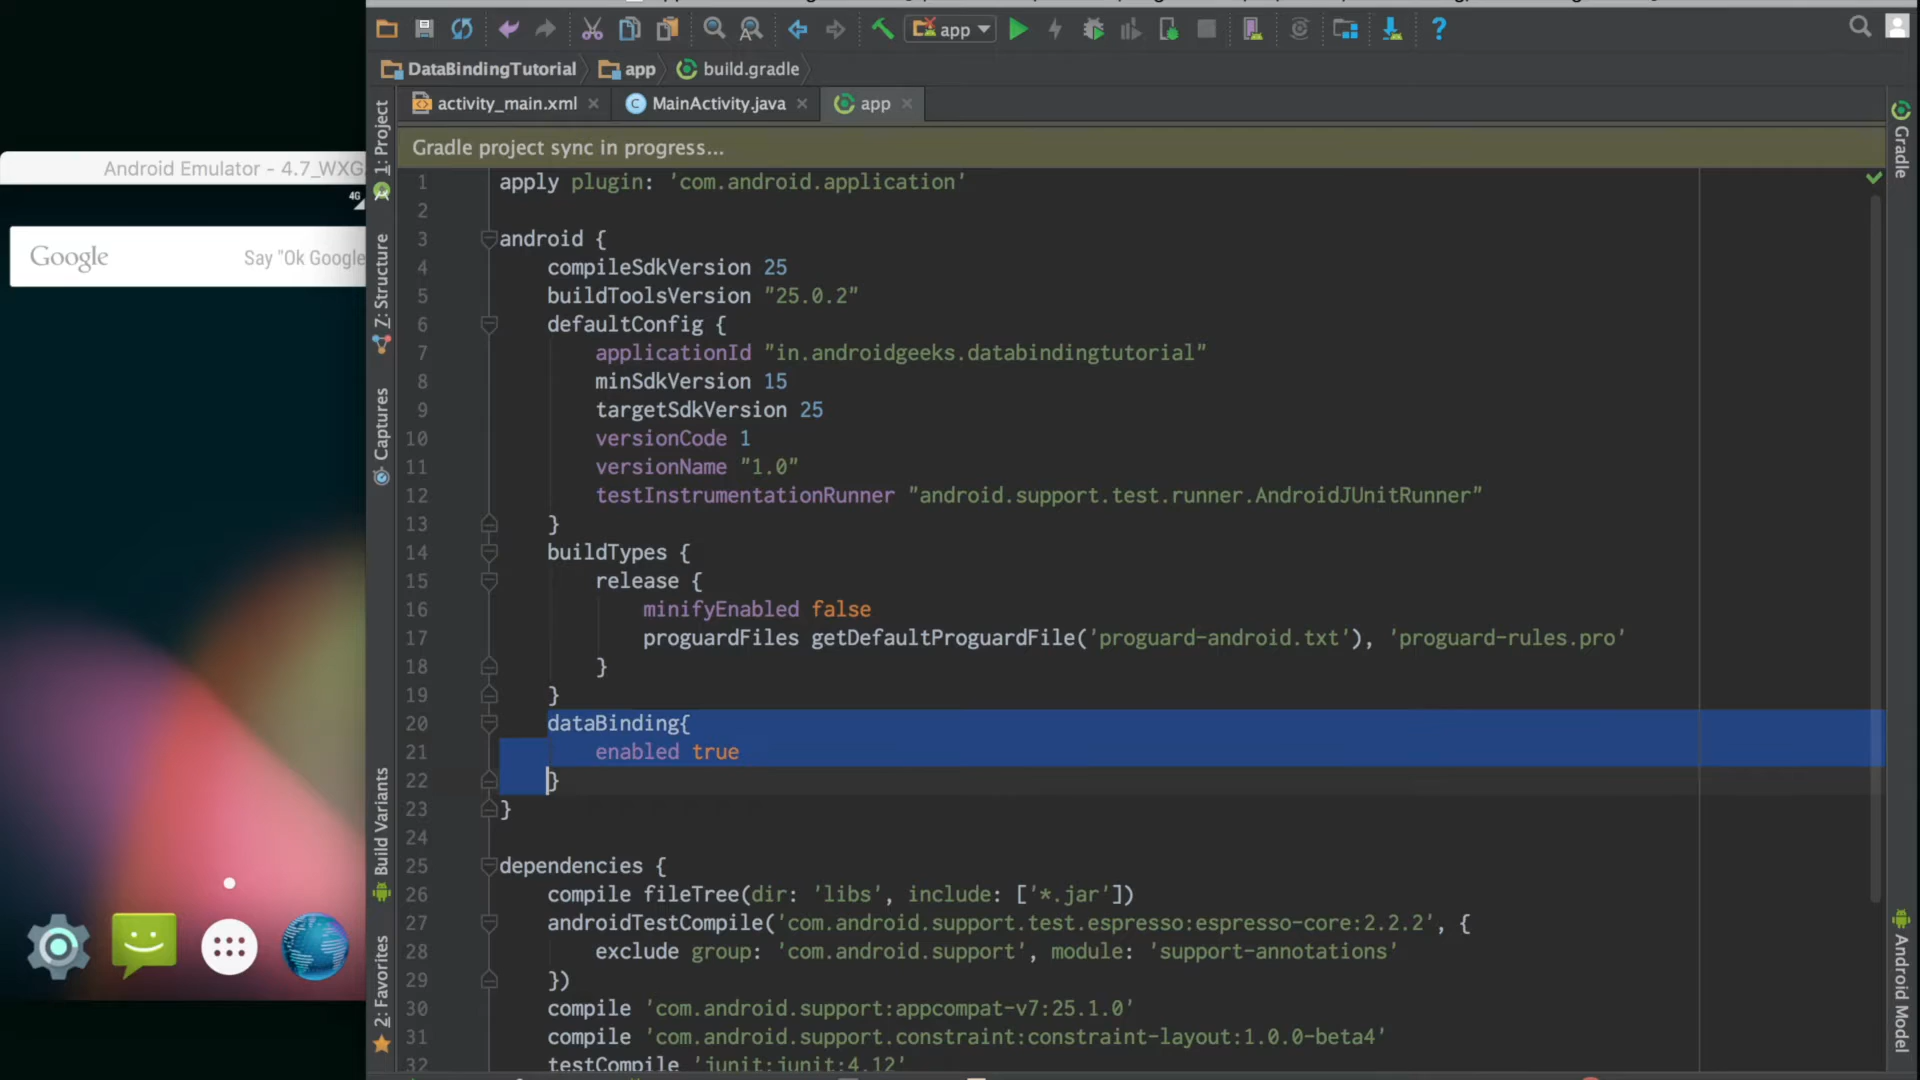 app
DataBindingTutorial
app
build.gradle
activity_main.xml
MainActivity.java
app
Gradle project sync in progress...
Android Emulator - 4.7_WXG
4G
Google
Say "Ok Google
1: Project
Z: Structure
Captures
Build Variants
2: Favorites
Gradle
Android Model
1 apply plugin: 'com.android.application'
2
3 android {
4 compileSdkVersion 25
5 buildToolsVersion "25.0.2"
6 defaultConfig {
7 applicationId "in.androidgeeks.databindingtutorial"
8 minSdkVersion 15
9 targetSdkVersion 25
10 versionCode 1
11 versionName "1.0"
12 testInstrumentationRunner "android.support.test.runner.AndroidJUnitRunner"
13 }
14 buildTypes {
15 release {
16 minifyEnabled false
17 proguardFiles getDefaultProguardFile('proguard-android.txt'), 'proguard-rules.pro'
18 }
19 }
20 dataBinding{
21 enabled true
22 }
23 }
24
25 dependencies {
26 compile fileTree(dir: 'libs', include: ['*.jar'])
27 androidTestCompile('com.android.support.test.espresso:espresso-core:2.2.2', {
28 exclude group: 'com.android.support', module: 'support-annotations'
29 })
30 compile 'com.android.support:appcompat-v7:25.1.0'
31 compile 'com.android.support.constraint:constraint-layout:1.0.0-beta4'
32 testCompile 'junit:junit:4.12'